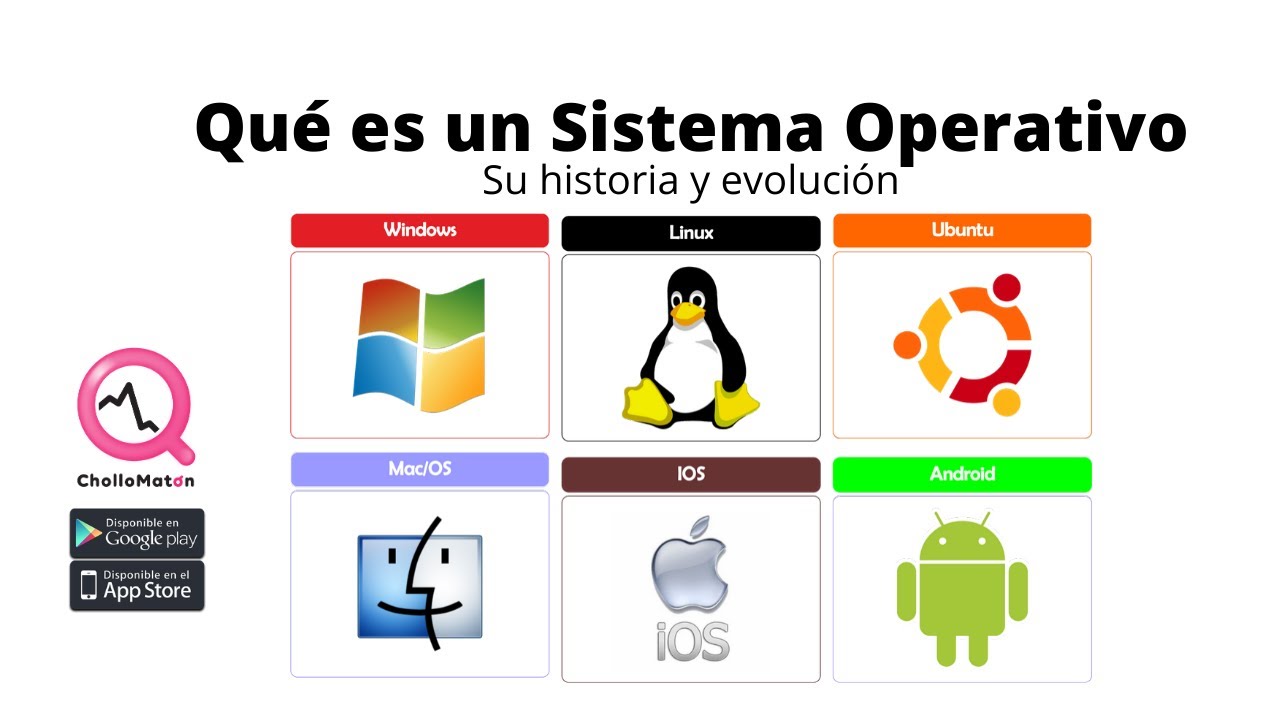 Qué es un Sistema Operativo
Su historia y evolución
Windows
Linux
Ubuntu
Mac/OS
IOS
Android
iOS
CholloMatón
Disponible en
Google play
Disponible en el
App Store